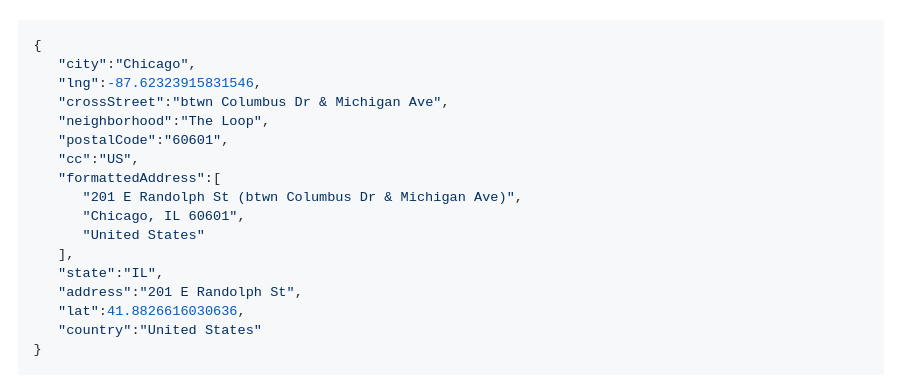 {
   "city":"Chicago",
   "lng":-87.62323915831546,
   "crossStreet":"btwn Columbus Dr & Michigan Ave",
   "neighborhood":"The Loop",
   "postalCode":"60601",
   "cc":"US",
   "formattedAddress":[
      "201 E Randolph St (btwn Columbus Dr & Michigan Ave)",
      "Chicago, IL 60601",
      "United States"
   ],
   "state":"IL",
   "address":"201 E Randolph St",
   "lat":41.8826616030636,
   "country":"United States"
}